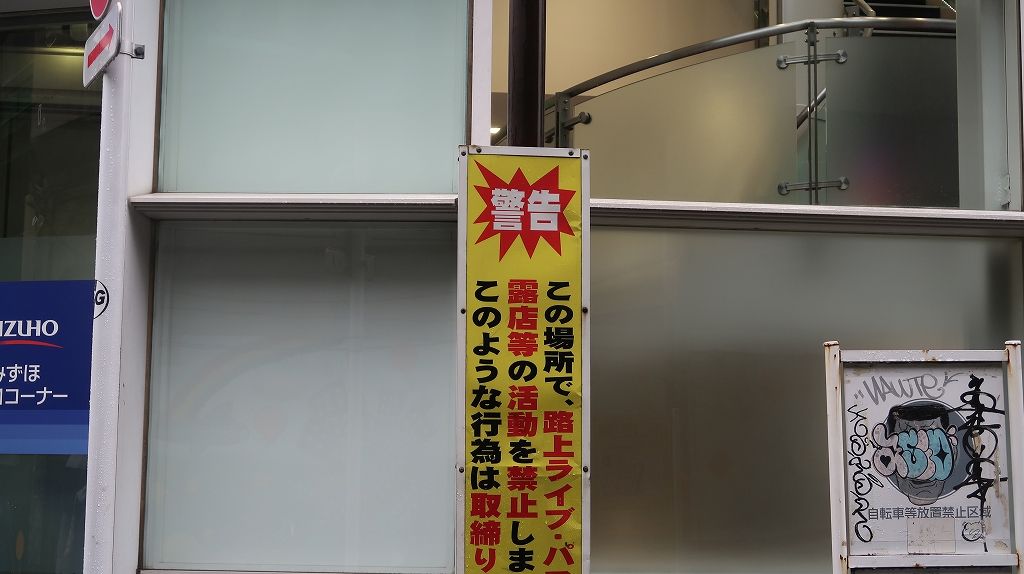 警告
この場所で、路上ライブ・パ
露店等の活動を禁止しま
このような行為は取締り
IZUHO
みずほ
コーナー
自転車等放置禁止区域